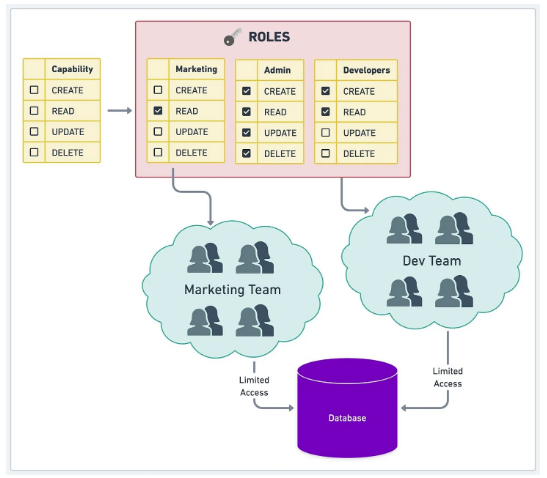 ROLES
Capability
CREATE
READ
UPDATE
DELETE
Marketing
CREATE
READ
UPDATE
DELETE
Admin
CREATE
READ
UPDATE
DELETE
Developers
CREATE
READ
UPDATE
DELETE
Marketing Team
Dev Team
Limited
Access
Limited
Access
Database